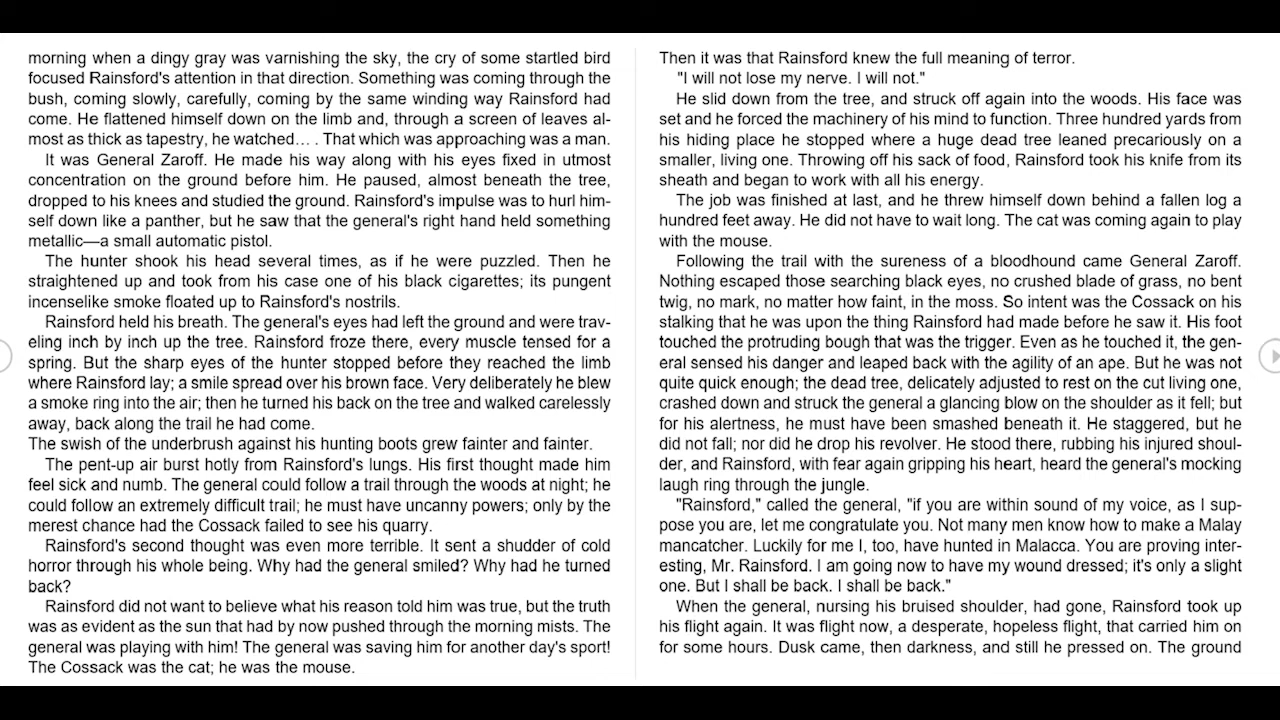 morning when a dingy gray was varnishing the sky, the cry of some startled bird
focused Rainsford's attention in that direction. Something was coming through the
bush, coming slowly, carefully, coming by the same winding way Rainsford had
come. He flattened himself down on the limb and, through a screen of leaves al-
most as thick as tapestry, he watched... . That which was approaching was a man.
It was General Zaroff. He made his way along with his eyes fixed in utmost
concentration on the ground before him. He paused, almost beneath the tree,
dropped to his knees and studied the ground. Rainsford's impulse was to hurl him-
self down like a panther, but he saw that the general's right hand held something
metallic—a small automatic pistol.
The hunter shook his head several times, as if he were puzzled. Then he
straightened up and took from his case one of his black cigarettes; its pungent
incenselike smoke floated up to Rainsford's nostrils.
Rainsford held his breath. The general's eyes had left the ground and were trav-
eling inch by inch up the tree. Rainsford froze there, every muscle tensed for a
spring. But the sharp eyes of the hunter stopped before they reached the limb
where Rainsford lay; a smile spread over his brown face. Very deliberately he blew
a smoke ring into the air; then he turned his back on the tree and walked carelessly
away, back along the trail he had come.
The swish of the underbrush against his hunting boots grew fainter and fainter.
The pent-up air burst hotly from Rainsford's lungs. His first thought made him
feel sick and numb. The general could follow a trail through the woods at night; he
could follow an extremely difficult trail; he must have uncanny powers; only by the
merest chance had the Cossack failed to see his quarry.
Rainsford's second thought was even more terrible. It sent a shudder of cold
horror through his whole being. Why had the general smiled? Why had he turned
back?
Rainsford did not want to believe what his reason told him was true, but the truth
was as evident as the sun that had by now pushed through the morning mists. The
general was playing with him! The general was saving him for another day's sport!
The Cossack was the cat; he was the mouse.
Then it was that Rainsford knew the full meaning of terror.
"I will not lose my nerve. I will not."
He slid down from the tree, and struck off again into the woods. His face was
set and he forced the machinery of his mind to function. Three hundred yards from
his hiding place he stopped where a huge dead tree leaned precariously on a
smaller, living one. Throwing off his sack of food, Rainsford took his knife from its
sheath and began to work with all his energy.
The job was finished at last, and he threw himself down behind a fallen log a
hundred feet away. He did not have to wait long. The cat was coming again to play
with the mouse.
Following the trail with the sureness of a bloodhound came General Zaroff.
Nothing escaped those searching black eyes, no crushed blade of grass, no bent
twig, no mark, no matter how faint, in the moss. So intent was the Cossack on his
stalking that he was upon the thing Rainsford had made before he saw it. His foot
touched the protruding bough that was the trigger. Even as he touched it, the gen-
eral sensed his danger and leaped back with the agility of an ape. But he was not
quite quick enough; the dead tree, delicately adjusted to rest on the cut living one,
crashed down and struck the general a glancing blow on the shoulder as it fell; but
for his alertness, he must have been smashed beneath it. He staggered, but he
did not fall; nor did he drop his revolver. He stood there, rubbing his injured shoul-
der, and Rainsford, with fear again gripping his heart, heard the general's mocking
laugh ring through the jungle.
"Rainsford," called the general, "if you are within sound of my voice, as I sup-
pose you are, let me congratulate you. Not many men know how to make a Malay
mancatcher. Luckily for me I, too, have hunted in Malacca. You are proving inter-
esting, Mr. Rainsford. I am going now to have my wound dressed; it's only a slight
one. But I shall be back. I shall be back."
When the general, nursing his bruised shoulder, had gone, Rainsford took up
his flight again. It was flight now, a desperate, hopeless flight, that carried him on
for some hours. Dusk came, then darkness, and still he pressed on. The ground